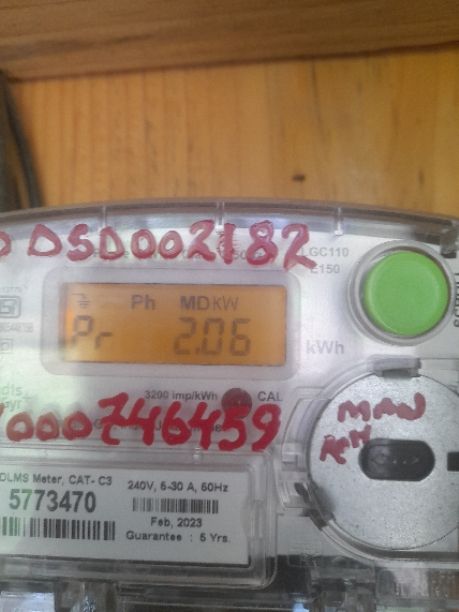 DSD002182
LGC110
E150
Ph MD kW
Pr 2.06
kWh
3200 imp/kWh CAL
000746459
MAN
DLMS Meter, CAT- C3
5773470
240V, 5-30 A, 50Hz
Feb, 2023
Guarantee : 5 Yrs.